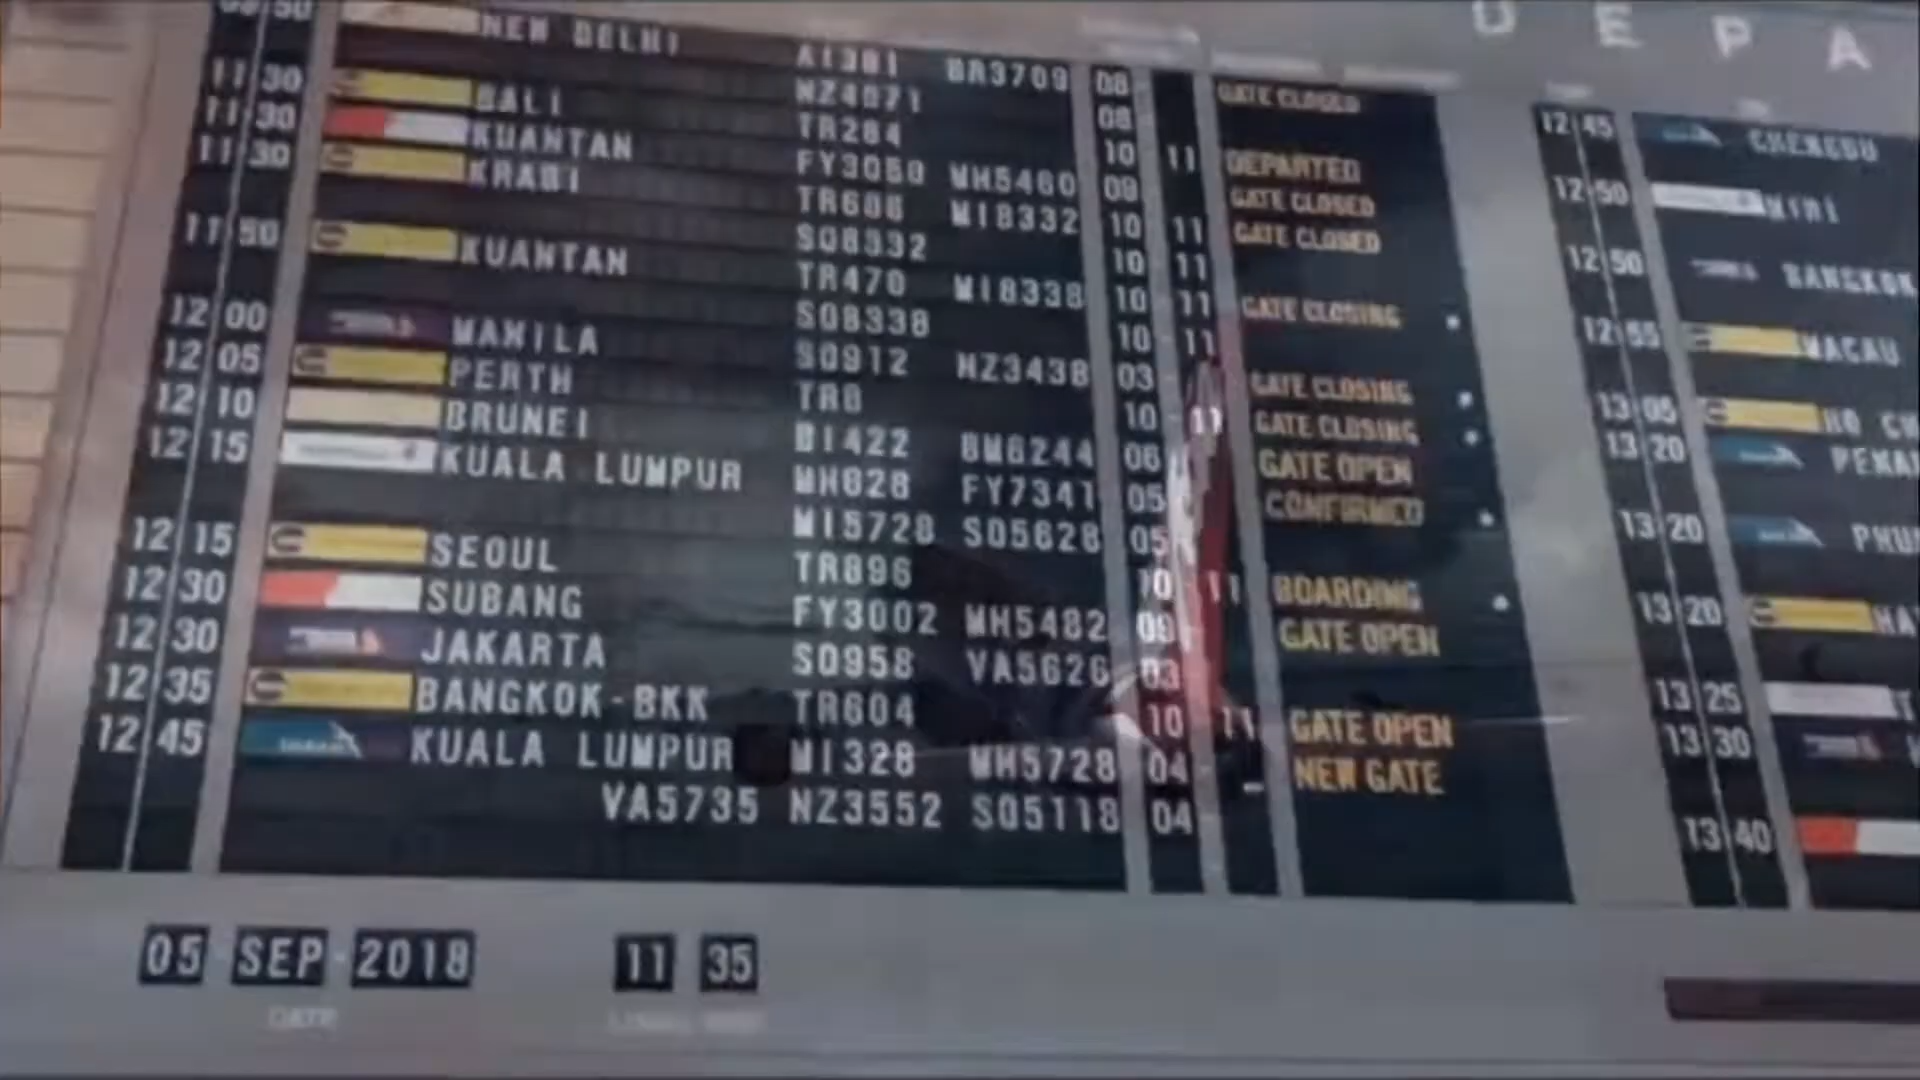 D E P A
NEW DELHI AI381 BR3709 08 GATE CLOSED
NZ4071 08
11 30 BALI TR284 10 11 DEPARTED
11 30 KUANTAN FY3050 MH5480 09 GATE CLOSED
11 30 KRABI TR686 MI8332 10 11 GATE CLOSED
SQ8332 10 11
11 50 KUANTAN TR470 MI8338 10 11 GATE CLOSING
SQ8338 10 11
12 00 MANILA SQ912 NZ3438 03 GATE CLOSING
12 05 PERTH TR8 10 11 GATE CLOSING
12 10 BRUNEI BI422 BM6244 06 GATE OPEN
12 15 KUALA LUMPUR MH628 FY7341 05 CONFIRMED
MI5728 SQ5628 05
12 15 SEOUL TR896 10 11 BOARDING
12 30 SUBANG FY3002 MH5482 09 GATE OPEN
12 30 JAKARTA SQ958 VA5626 03
12 35 BANGKOK-BKK TR604 10 11 GATE OPEN
12 45 KUALA LUMPUR MI328 MH5728 04 NEW GATE
VA5735 NZ3552 SQ5118 04
12 45 CHENGDU
12 50 MIRI
12 50 BANGKOK
12 55 MACAU
13 05 HO
13 20
13 20
13 20
13 25
13 30
13 40
05 SEP 2018 11 35
DATE